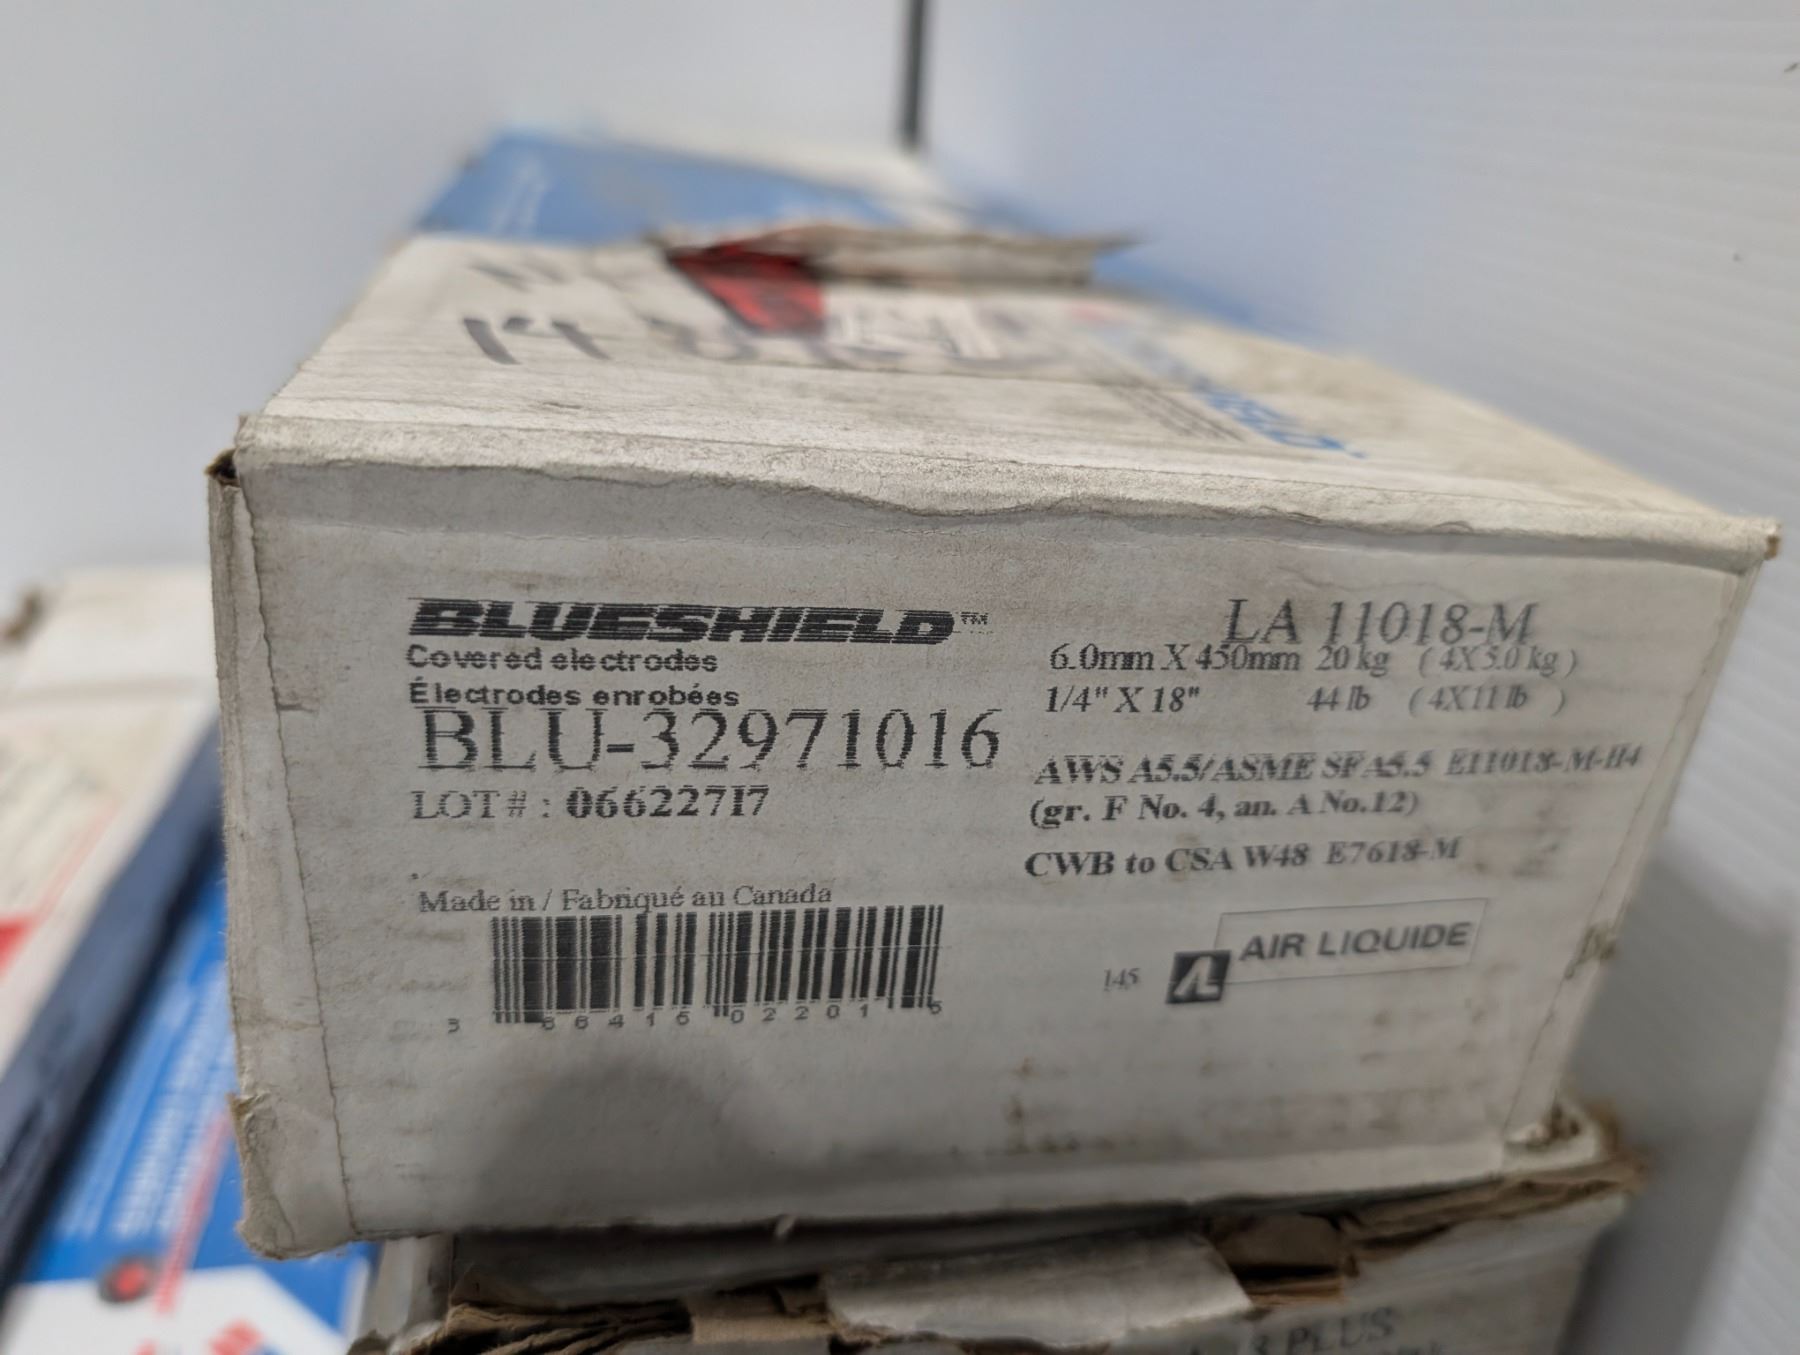 BLUESHIELD™
Covered electrodes
Électrodes enrobées
BLU-32971016
LOT# : 06622717
LA 11018-M
6.0mm X 450mm 20 kg (4X5.0 kg)
1/4" X 18" 44 lb (4X11 lb)
AWS A5.5/ASME SFA5.5 E11018-M-H4
(gr. F No. 4, an. A No.12)
CWB to CSA W48 E7618-M
Made in / Fabriqué au Canada
145
AIR LIQUIDE
PLUS